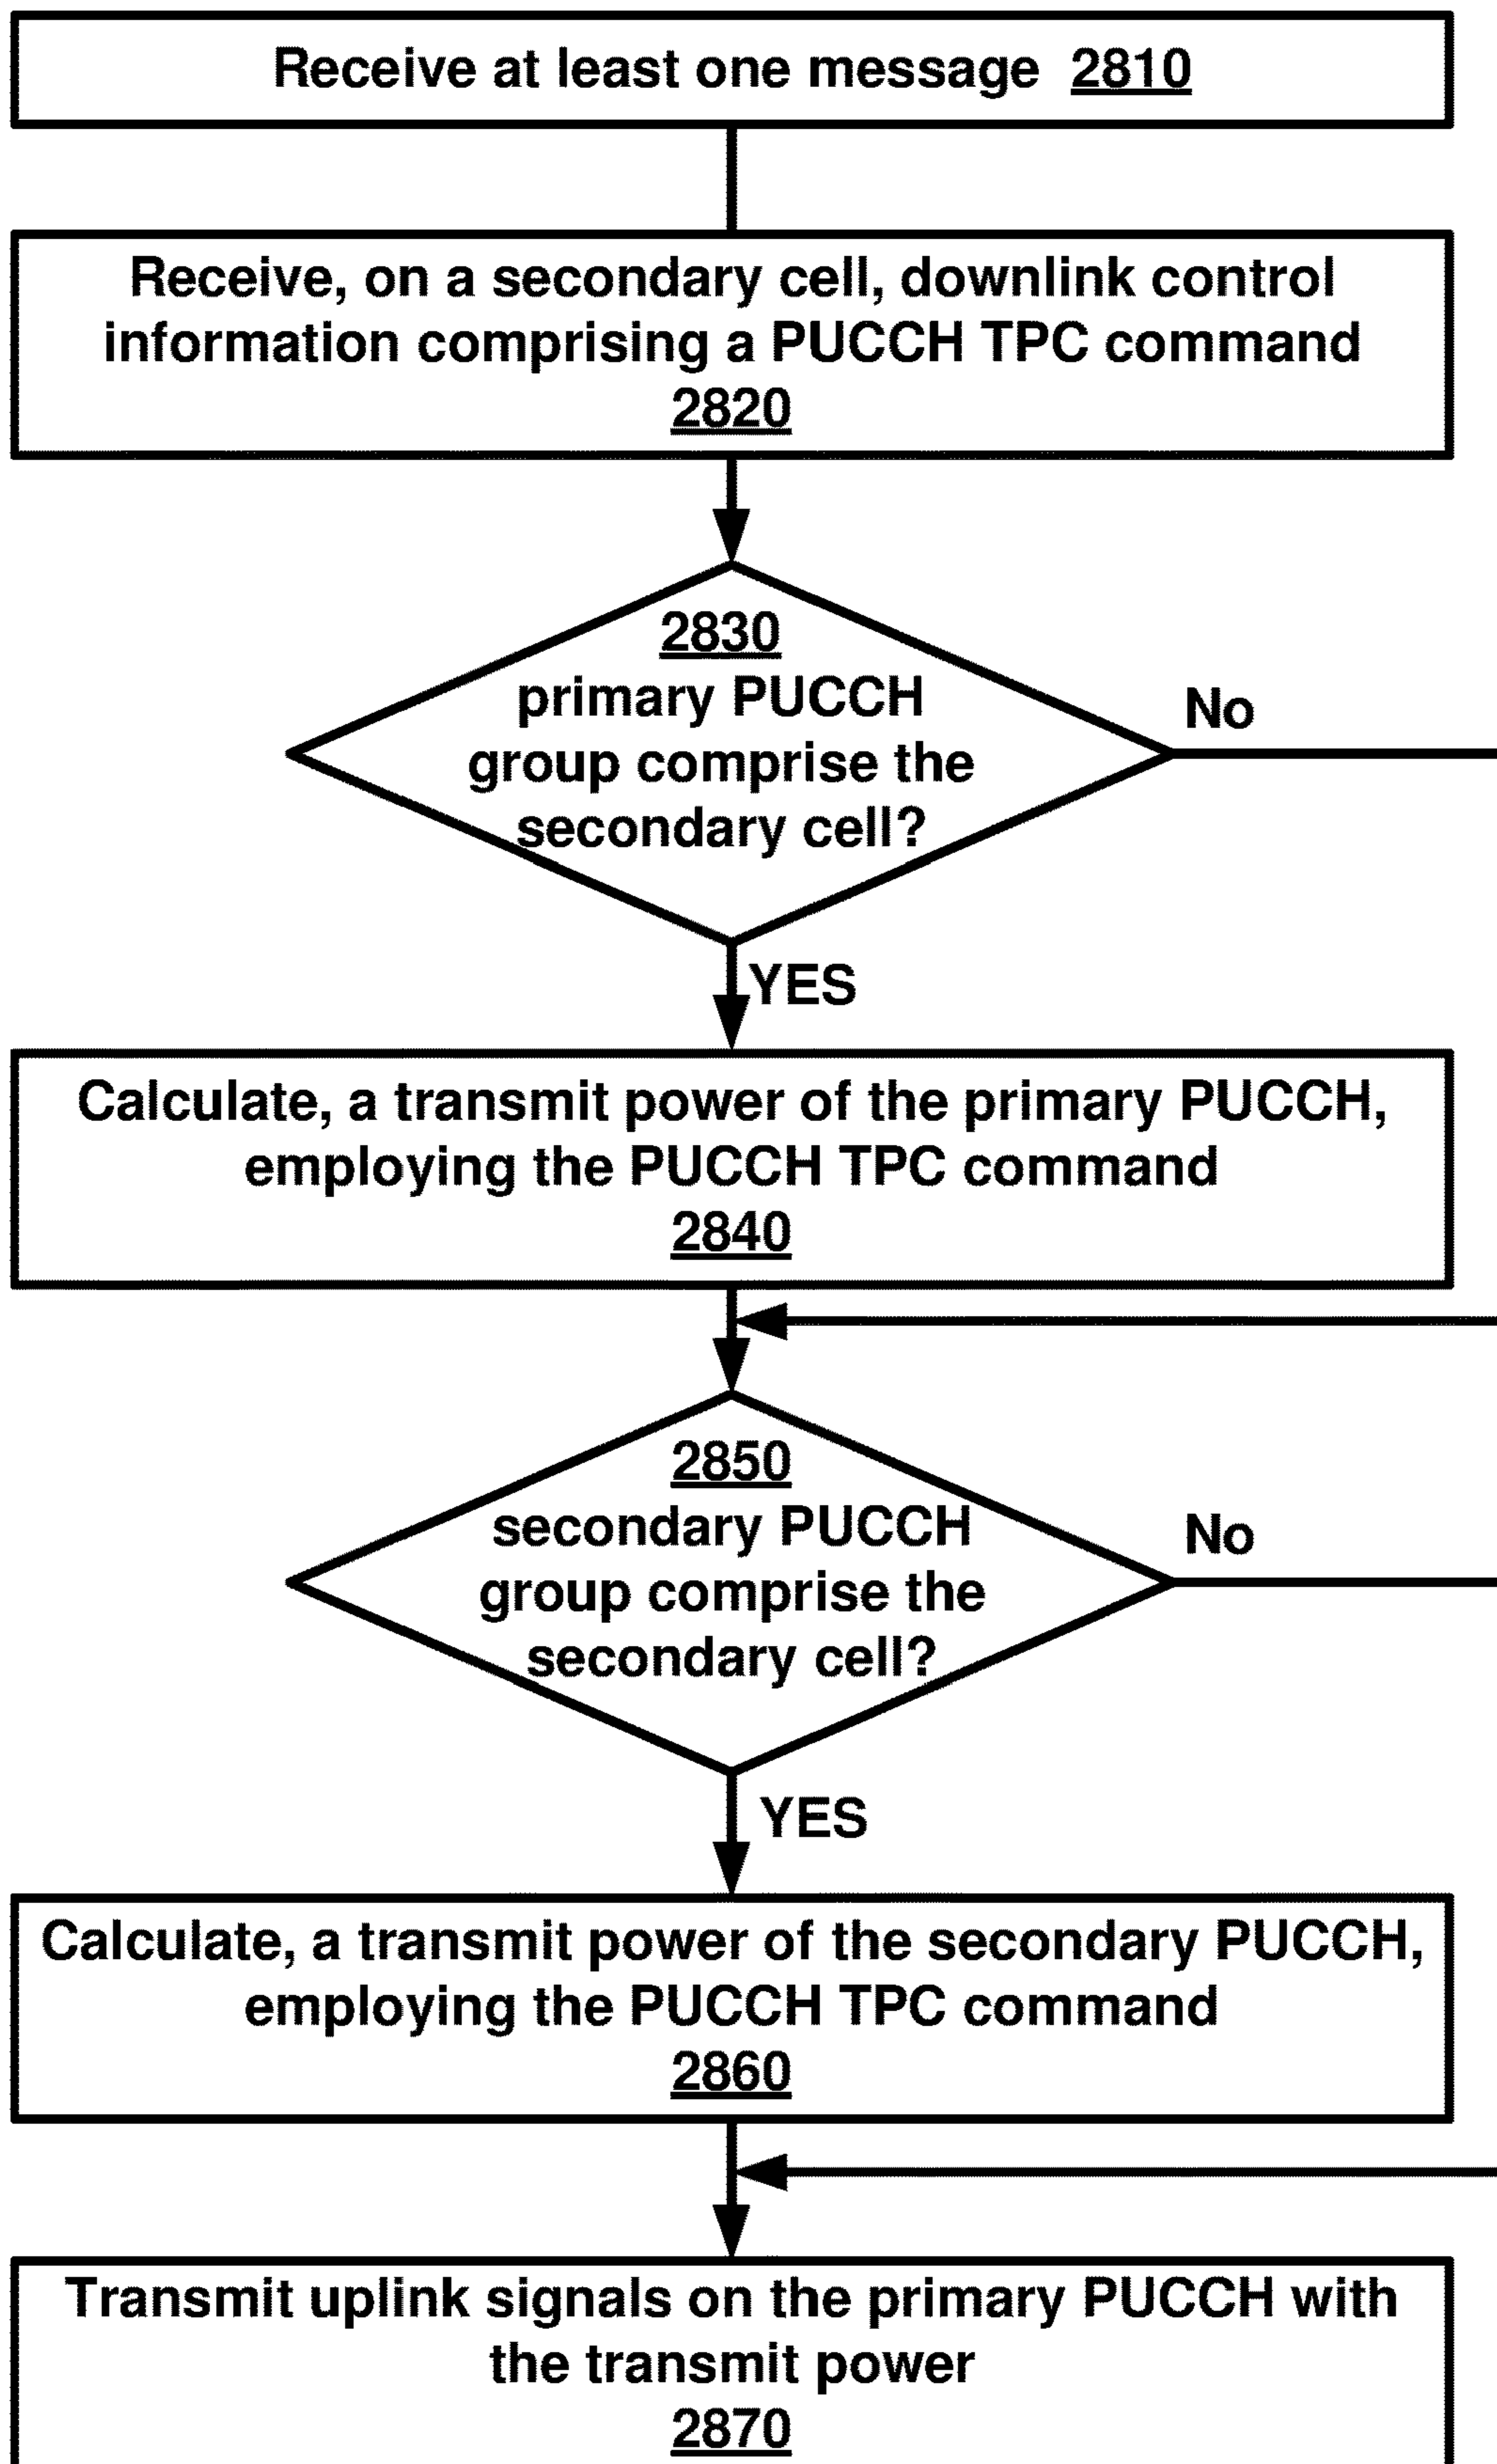 Receive at least one message 2810
Receive, on a secondary cell, downlink control
information comprising a PUCCH TPC command
2820
2830
primary PUCCH
group comprise the
secondary cell?
No
YES
Calculate, a transmit power of the primary PUCCH,
employing the PUCCH TPC command
2840
2850
secondary PUCCH
group comprise the
secondary cell?
No
YES
Calculate, a transmit power of the secondary PUCCH,
employing the PUCCH TPC command
2860
Transmit uplink signals on the primary PUCCH with
the transmit power
2870